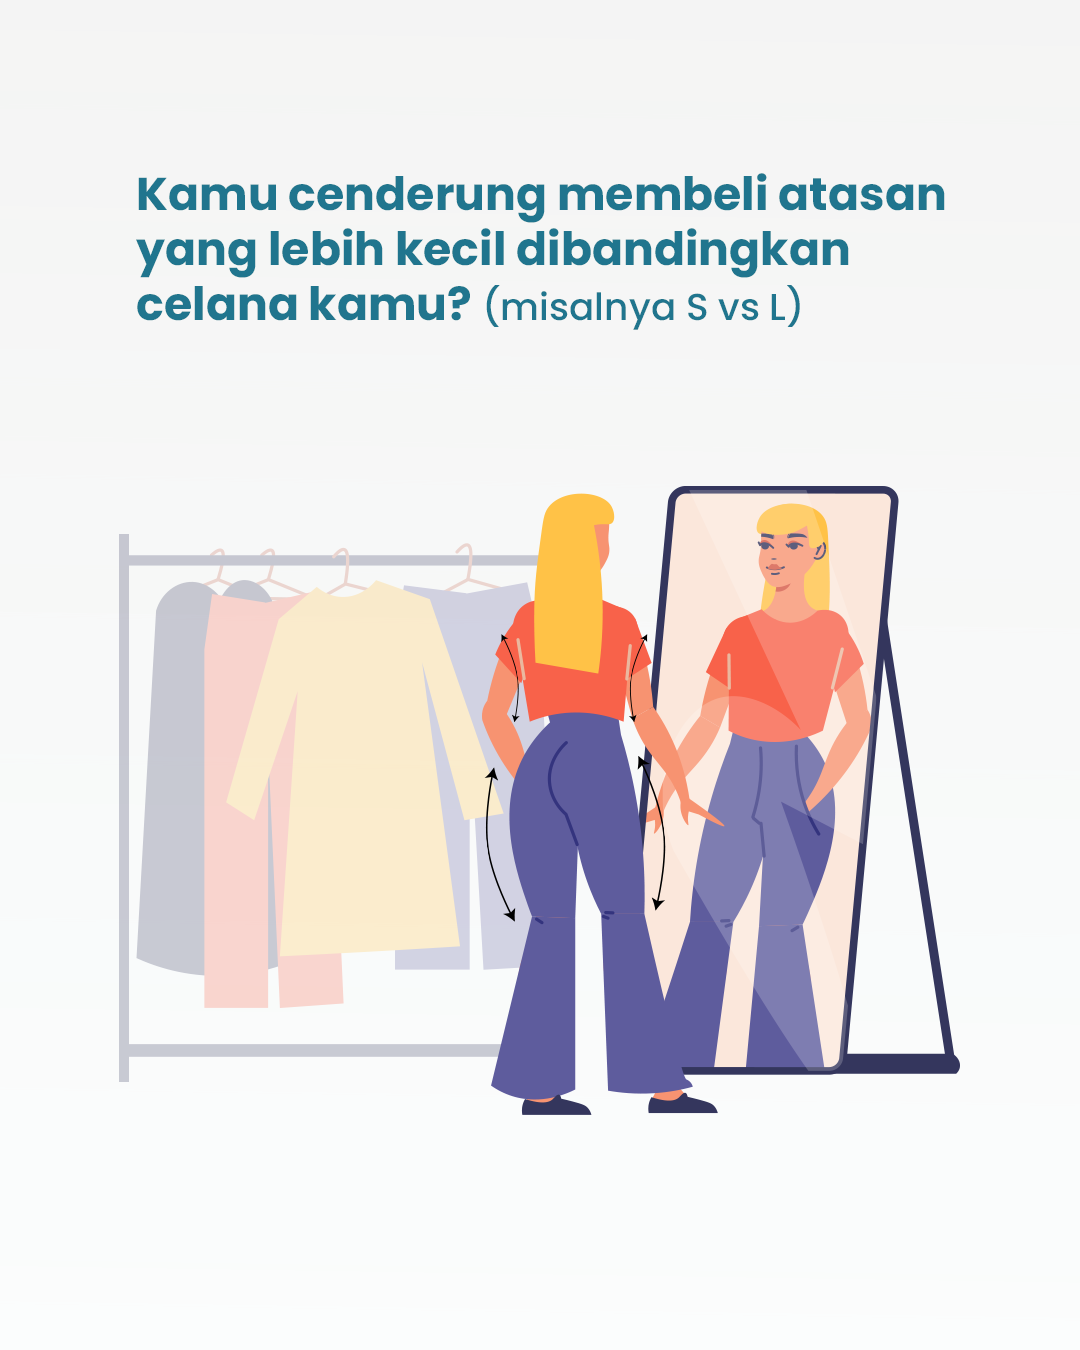 Kamu cenderung membeli atasan
yang lebih kecil dibandingkan
celana kamu? (misalnya S vs L)